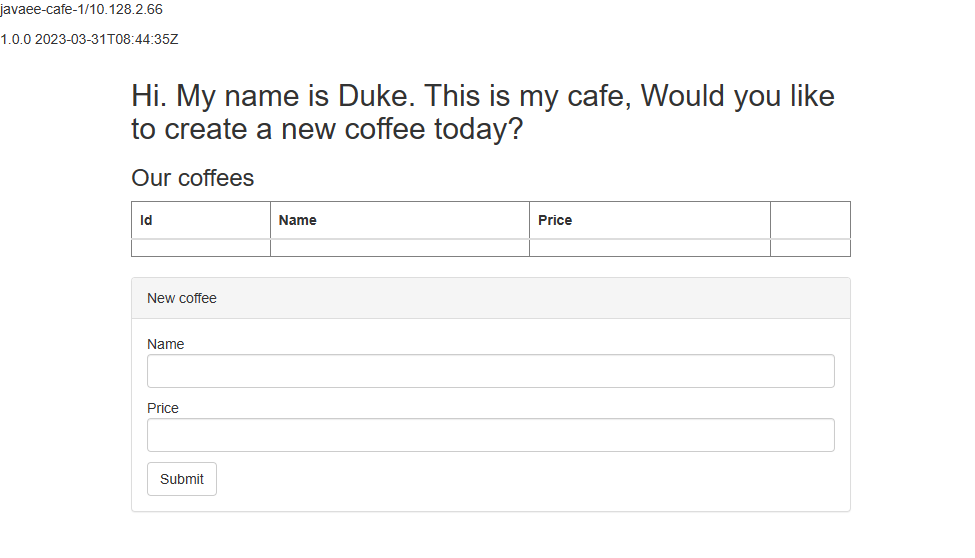 javaee-cafe-1/10.128.2.66
1.0.0 2023-03-31T08:44:35Z
Hi. My name is Duke. This is my cafe, Would you like
to create a new coffee today?
Our coffees
Id Name Price
New coffee
Name
Price
Submit